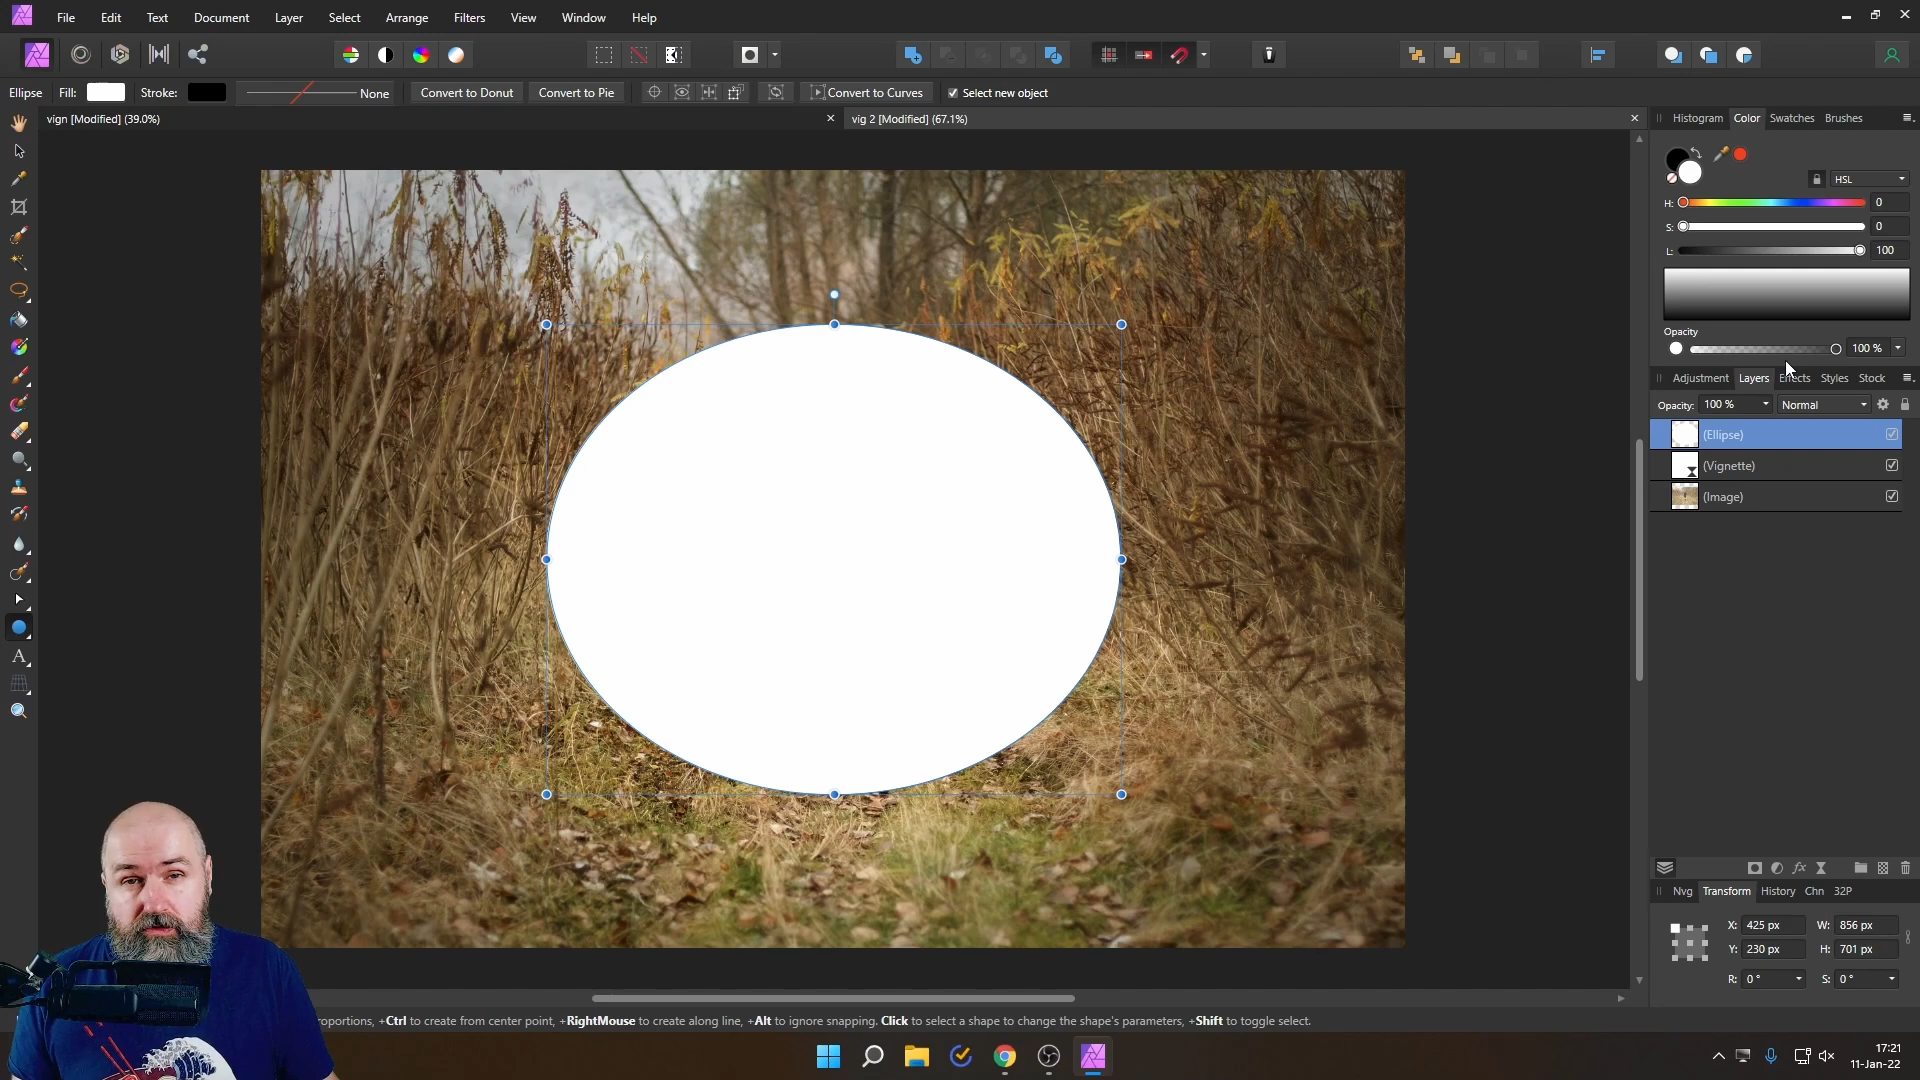 File Edit Text Document Layer Select Arrange Filters View Window Help
Ellipse Fill: Stroke: None Convert to Donut Convert to Pie Convert to Curves Select new object
vign [Modified] (39.0%) vig 2 [Modified] (67.1%)
Histogram Color Swatches Brushes
HSL
H: 0
S: 0
L: 100
Opacity
100 %
Adjustment Layers Effects Styles Stock
Opacity: 100 % Normal
(Ellipse)
(Vignette)
(Image)
fx
Nvg Transform History Chn 32P
X: 425 px W: 856 px
Y: 230 px H: 701 px
R: 0 ° S: 0 °
A
roportions, +Ctrl to create from center point, +RightMouse to create along line, +Alt to ignore snapping. Click to select a shape to change the shape's parameters, +Shift to toggle select.
17:21
11-Jan-22